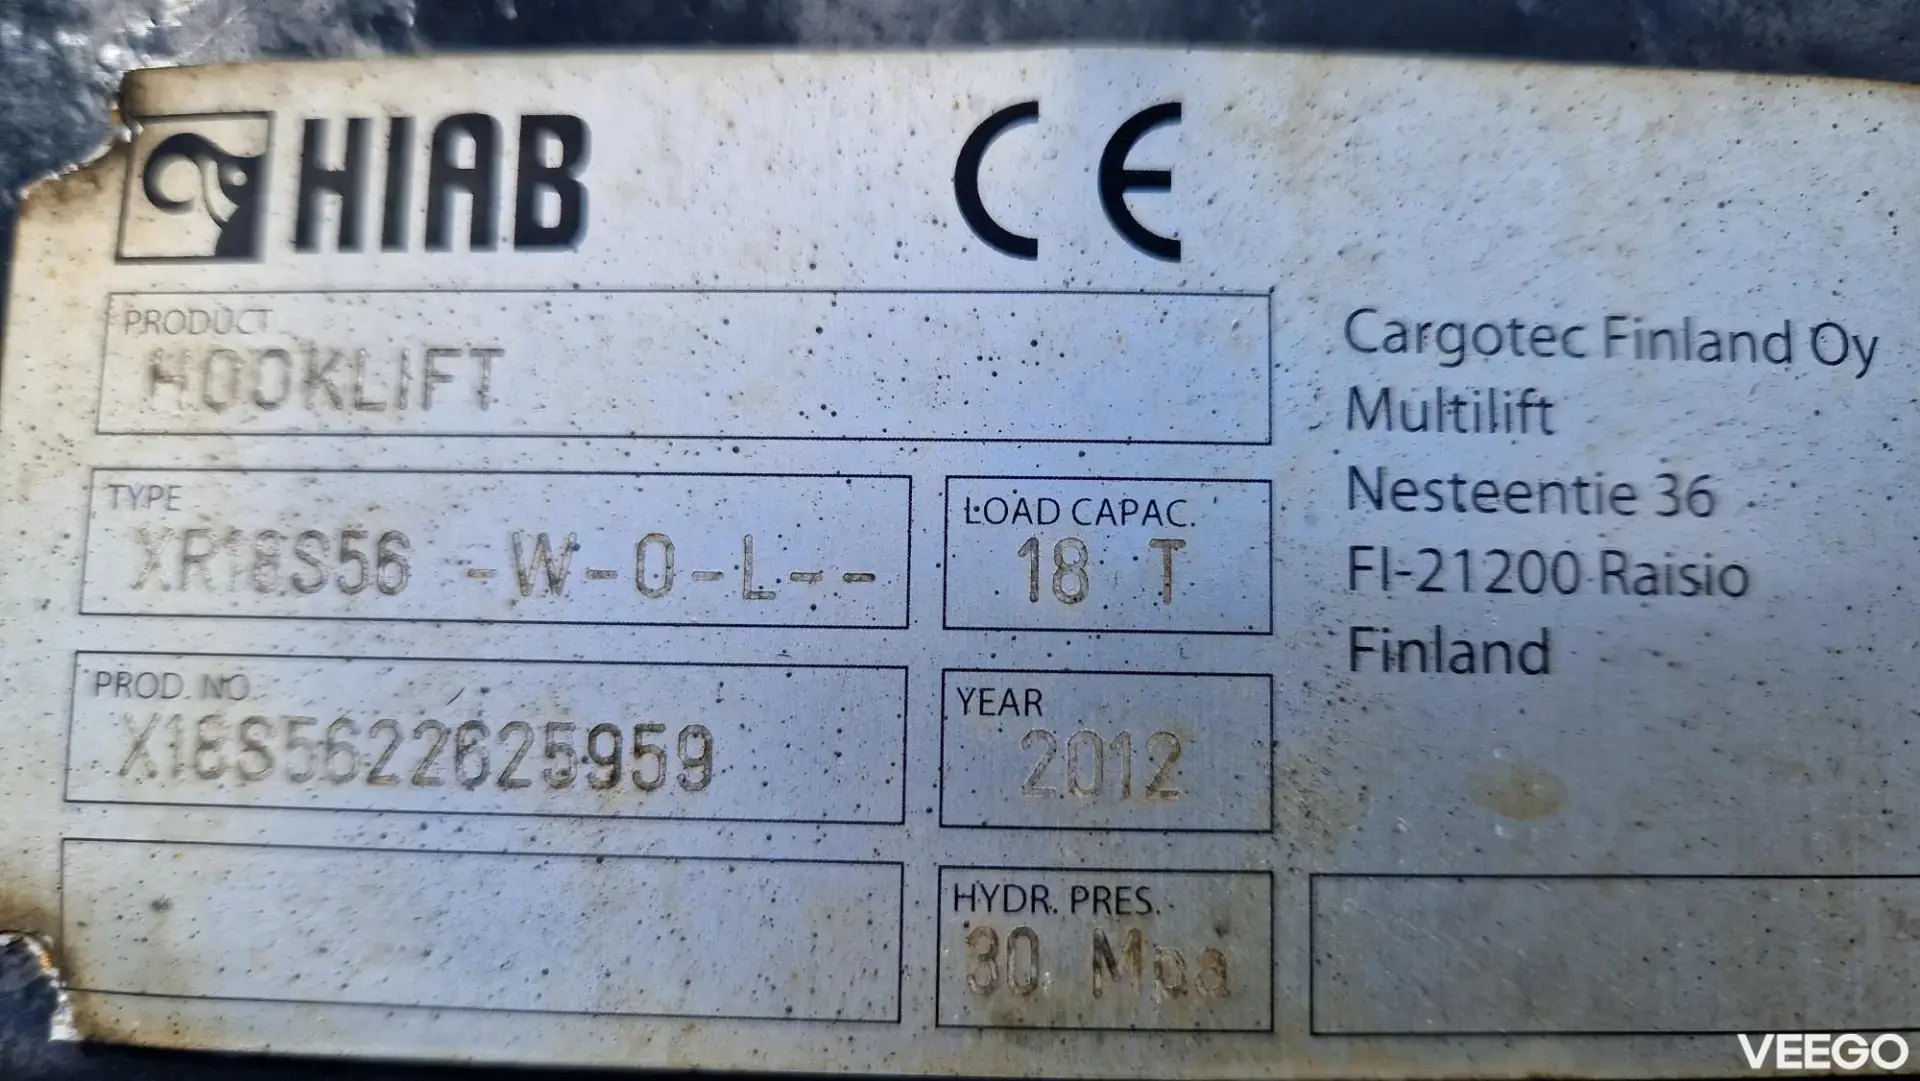 HIAB CE
PRODUCT
HOOKLIFT
TYPE
XR18S56 -W-O-L--
LOAD CAPAC.
18 T
PROD. NO.
X18S5622625959
YEAR
2012
HYDR. PRES.
30 Mpa
Cargotec Finland Oy
Multilift
Nesteentie 36
FI-21200 Raisio
Finland
VEEGO